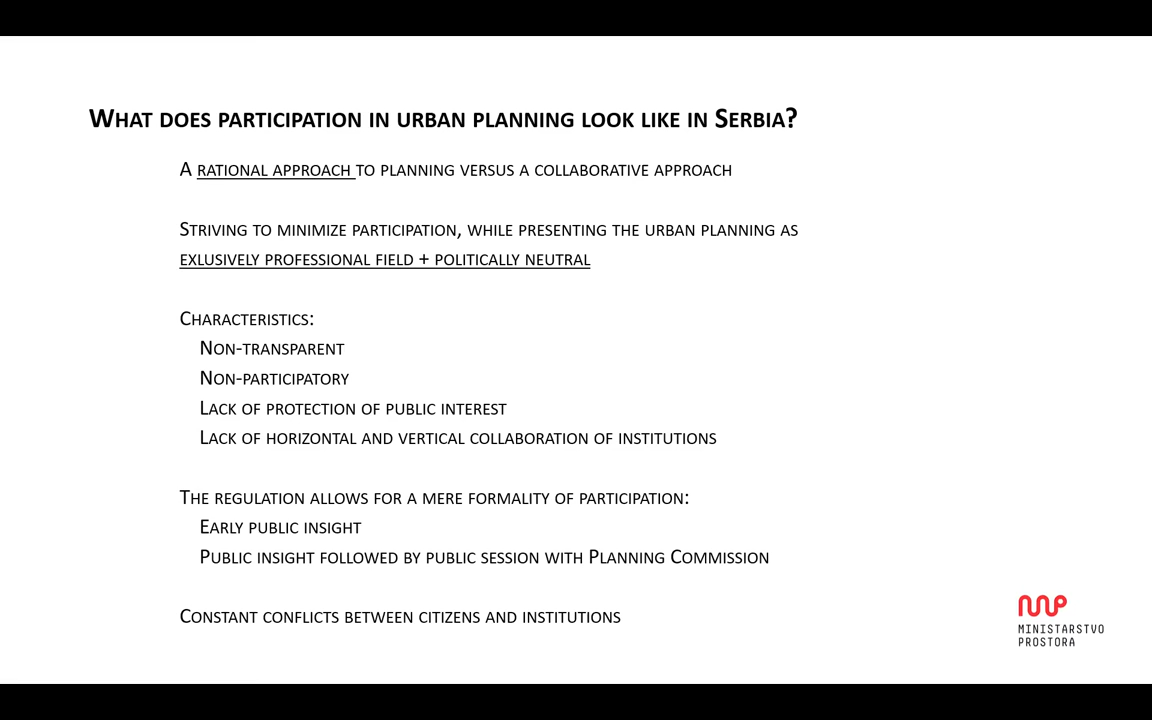 What does participation in urban planning look like in Serbia?
A rational approach to planning versus a collaborative approach
Striving to minimize participation, while presenting the urban planning as
exlusively professional field + politically neutral
Characteristics:
Non-transparent
Non-participatory
Lack of protection of public interest
Lack of horizontal and vertical collaboration of institutions
The regulation allows for a mere formality of participation:
Early public insight
Public insight followed by public session with Planning Commission
Constant conflicts between citizens and institutions
MINISTARSTVO
PROSTORA